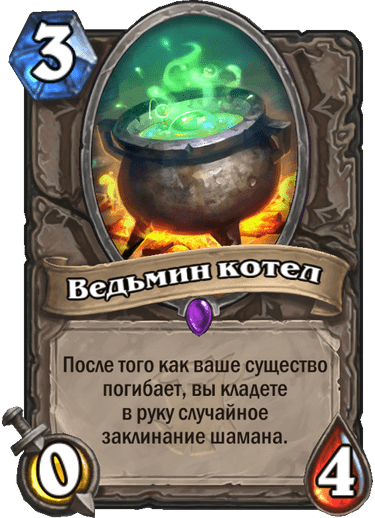 3
Ведьмин котел
После того как ваше существо
погибает, вы кладете
в руку случайное
заклинание шамана.
0
4